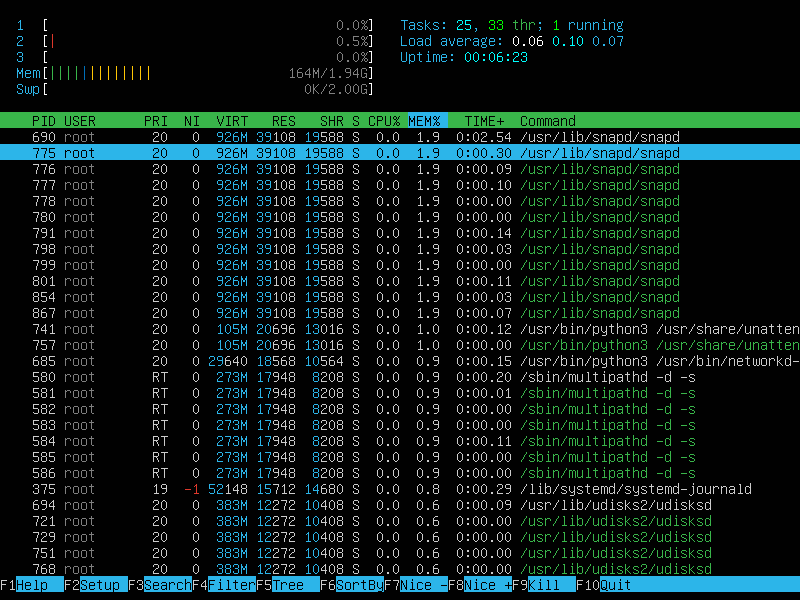 1 [ 0.0%] Tasks: 25, 33 thr; 1 running
2 [| 0.5%] Load average: 0.06 0.10 0.07
3 [ 0.0%] Uptime: 00:06:23
Mem[||||||||||||| 164M/1.94G]
Swp[ 0K/2.00G]
PID USER PRI NI VIRT RES SHR S CPU% MEM% TIME+ Command
690 root 20 0 926M 39108 19588 S 0.0 1.9 0:02.54 /usr/lib/snapd/snapd
775 root 20 0 926M 39108 19588 S 0.0 1.9 0:00.30 /usr/lib/snapd/snapd
776 root 20 0 926M 39108 19588 S 0.0 1.9 0:00.09 /usr/lib/snapd/snapd
777 root 20 0 926M 39108 19588 S 0.0 1.9 0:00.10 /usr/lib/snapd/snapd
778 root 20 0 926M 39108 19588 S 0.0 1.9 0:00.00 /usr/lib/snapd/snapd
780 root 20 0 926M 39108 19588 S 0.0 1.9 0:00.00 /usr/lib/snapd/snapd
791 root 20 0 926M 39108 19588 S 0.0 1.9 0:00.14 /usr/lib/snapd/snapd
798 root 20 0 926M 39108 19588 S 0.0 1.9 0:00.03 /usr/lib/snapd/snapd
799 root 20 0 926M 39108 19588 S 0.0 1.9 0:00.00 /usr/lib/snapd/snapd
801 root 20 0 926M 39108 19588 S 0.0 1.9 0:00.11 /usr/lib/snapd/snapd
854 root 20 0 926M 39108 19588 S 0.0 1.9 0:00.03 /usr/lib/snapd/snapd
867 root 20 0 926M 39108 19588 S 0.0 1.9 0:00.07 /usr/lib/snapd/snapd
741 root 20 0 105M 20696 13016 S 0.0 1.0 0:00.12 /usr/bin/python3 /usr/share/unatten
757 root 20 0 105M 20696 13016 S 0.0 1.0 0:00.00 /usr/bin/python3 /usr/share/unatten
685 root 20 0 29640 18568 10564 S 0.0 0.9 0:00.15 /usr/bin/python3 /usr/bin/networkd-
580 root RT 0 273M 17948 8208 S 0.0 0.9 0:00.20 /sbin/multipathd -d -s
581 root RT 0 273M 17948 8208 S 0.0 0.9 0:00.01 /sbin/multipathd -d -s
582 root RT 0 273M 17948 8208 S 0.0 0.9 0:00.00 /sbin/multipathd -d -s
583 root RT 0 273M 17948 8208 S 0.0 0.9 0:00.00 /sbin/multipathd -d -s
584 root RT 0 273M 17948 8208 S 0.0 0.9 0:00.11 /sbin/multipathd -d -s
585 root RT 0 273M 17948 8208 S 0.0 0.9 0:00.00 /sbin/multipathd -d -s
586 root RT 0 273M 17948 8208 S 0.0 0.9 0:00.00 /sbin/multipathd -d -s
375 root 19 -1 52148 15712 14680 S 0.0 0.8 0:00.29 /lib/systemd/systemd-journald
694 root 20 0 383M 12272 10408 S 0.0 0.6 0:00.09 /usr/lib/udisks2/udisksd
721 root 20 0 383M 12272 10408 S 0.0 0.6 0:00.00 /usr/lib/udisks2/udisksd
729 root 20 0 383M 12272 10408 S 0.0 0.6 0:00.00 /usr/lib/udisks2/udisksd
751 root 20 0 383M 12272 10408 S 0.0 0.6 0:00.00 /usr/lib/udisks2/udisksd
768 root 20 0 383M 12272 10408 S 0.0 0.6 0:00.00 /usr/lib/udisks2/udisksd
F1Help F2Setup F3SearchF4FilterF5Tree F6SortByF7Nice -F8Nice +F9Kill F10Quit